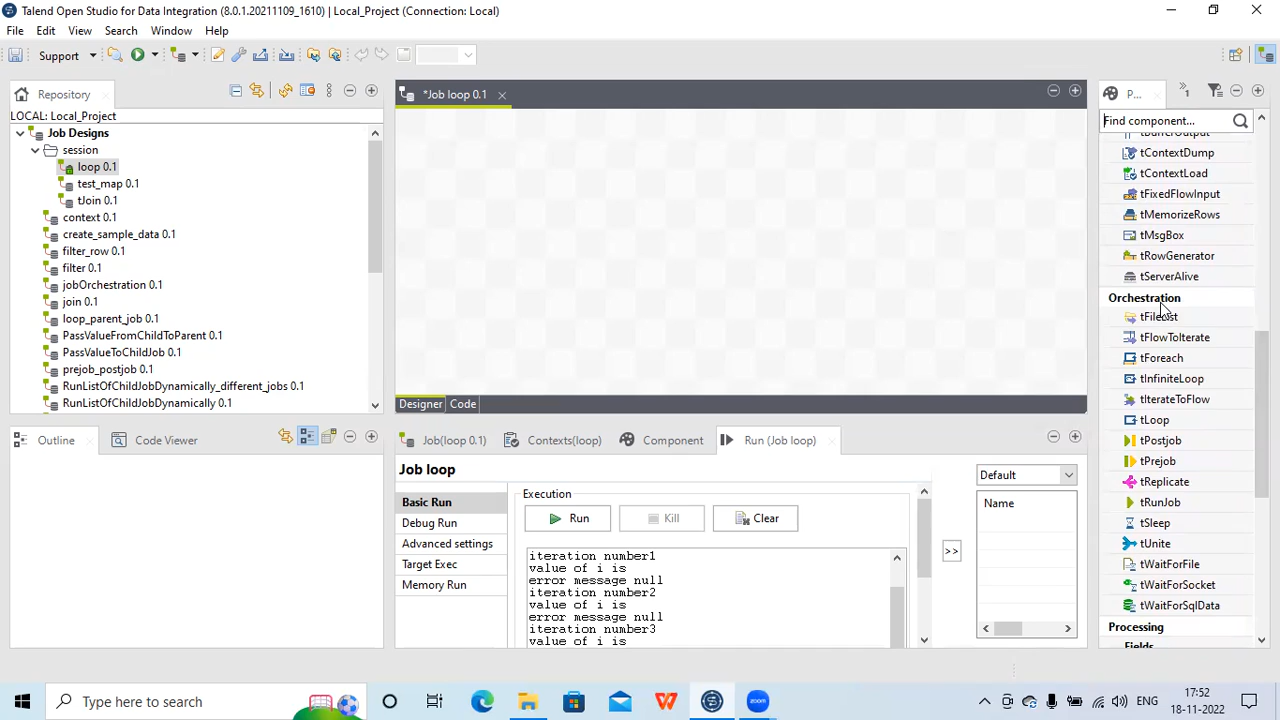 Talend Open Studio for Data Integration (8.0.1.20211109_1610) | Local_Project (Connection: Local)
File Edit View Search Window Help
Support
Repository
LOCAL: Local_Project
Job Designs
session
loop 0.1
test_map 0.1
tJoin 0.1
context 0.1
create_sample_data 0.1
filter_row 0.1
filter 0.1
jobOrchestration 0.1
join 0.1
loop_parent_job 0.1
PassValueFromChildToParent 0.1
PassValueToChildJob 0.1
prejob_postjob 0.1
RunListOfChildJobDynamically_different_jobs 0.1
RunListOfChildJobDynamically 0.1
*Job loop 0.1
Designer Code
P...
Find component...
tBufferOutput
tContextDump
tContextLoad
tFixedFlowInput
tMemorizeRows
tMsgBox
tRowGenerator
tServerAlive
Orchestration
tFileList
tFlowToIterate
tForeach
tInfiniteLoop
tIterateToFlow
tLoop
tPostjob
tPrejob
tReplicate
tRunJob
tSleep
tUnite
tWaitForFile
tWaitForSocket
tWaitForSqlData
Processing
Fields
Outline Code Viewer
Job(loop 0.1) Contexts(loop) Component Run (Job loop)
Job loop
Basic Run
Debug Run
Advanced settings
Target Exec
Memory Run
Execution
Run Kill Clear
iteration number1
value of i is
error message null
iteration number2
value of i is
error message null
iteration number3
value of i is
>>
Default
Name
Type here to search
zoom
ENG
17:52
18-11-2022